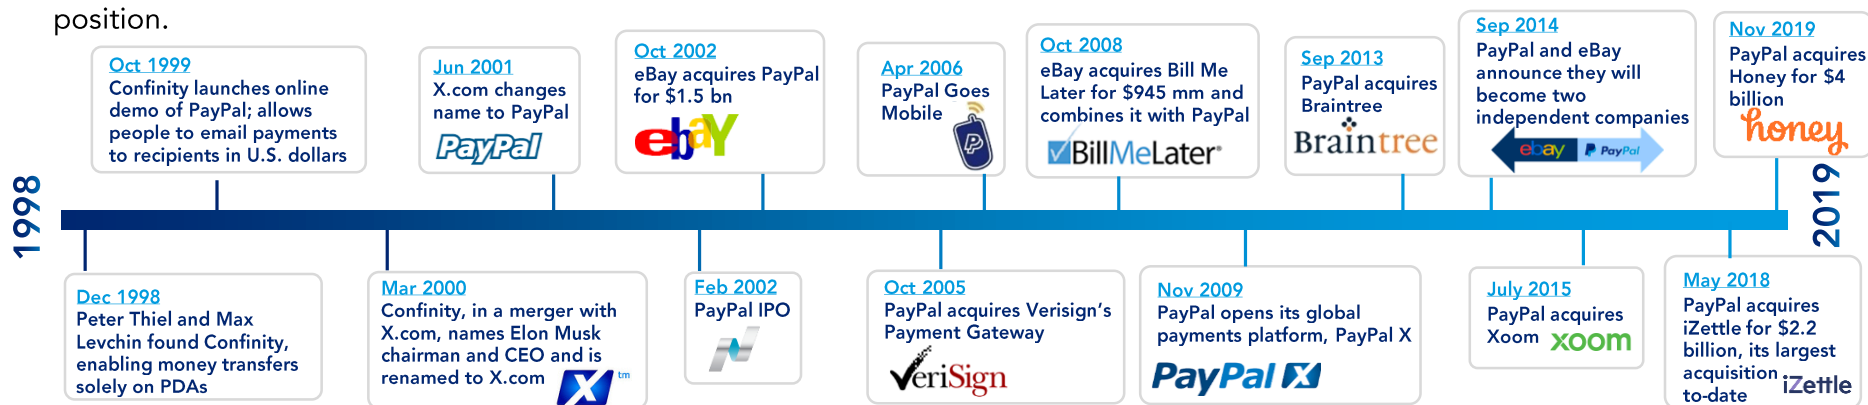 position.
Oct 1999
Confinity launches online
demo of PayPal; allows
people to email payments
to recipients in U.S. dollars
Jun 2001
X.com changes
name to PayPal
PayPal
Oct 2002
eBay acquires PayPal
for $1.5 bn
ebaY
Apr 2006
PayPal Goes
Mobile
Oct 2008
eBay acquires Bill Me
Later for $945 mm and
combines it with PayPal
BillMeLater®
Sep 2013
PayPal acquires
Braintree
Braintree
Sep 2014
PayPal and eBay
announce they will
become two
independent companies
ebay PayPal
Nov 2019
PayPal acquires
Honey for $4
billion
honey
1998
2019
Dec 1998
Peter Thiel and Max
Levchin found Confinity,
enabling money transfers
solely on PDAs
Mar 2000
Confinity, in a merger with
X.com, names Elon Musk
chairman and CEO and is
renamed to X.com
X tm
Feb 2002
PayPal IPO
Oct 2005
PayPal acquires Verisign's
Payment Gateway
VeriSign
Nov 2009
PayPal opens its global
payments platform, PayPal X
PayPal X
July 2015
PayPal acquires
Xoom
xoom
May 2018
PayPal acquires
iZettle for $2.2
billion, its largest
acquisition
to-date
iZettle